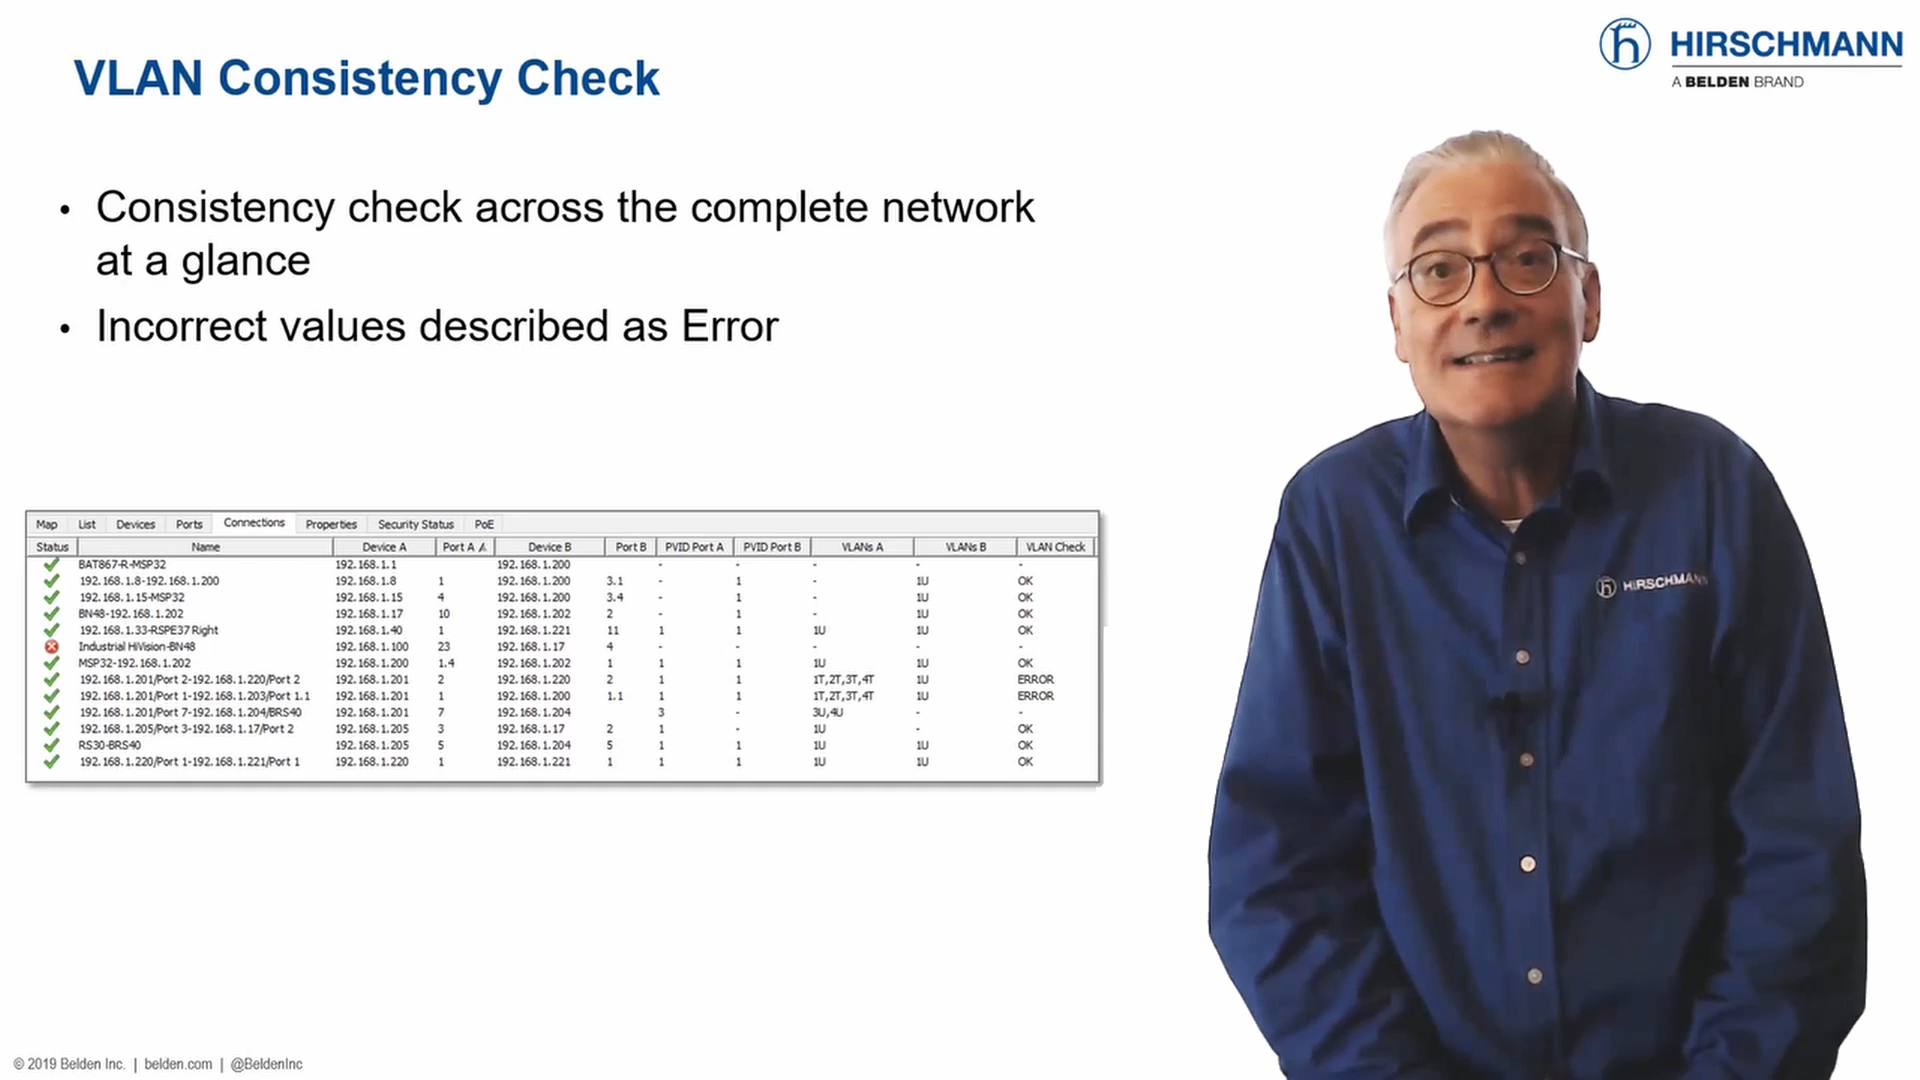 VLAN Consistency Check
HIRSCHMANN
A BELDEN BRAND
• Consistency check across the complete network
at a glance
• Incorrect values described as Error
Map List Devices Ports Connections Properties Security Status PoE
Status Name Device A Port A Device B Port B PVID Port A PVID Port B VLANs A VLANs B VLAN Check
BAT867-R-MSP32 192.168.1.1 192.168.1.200 - - - - -
192.168.1.8-192.168.1.200 192.168.1.8 1 192.168.1.200 3.1 - 1 - 1U OK
192.168.1.15-MSP32 192.168.1.15 4 192.168.1.200 3.4 - 1 - 1U OK
BN48-192.168.1.202 192.168.1.17 10 192.168.1.202 2 - 1 - 1U OK
192.168.1.33-RSPE37 Right 192.168.1.40 1 192.168.1.221 11 1 1 1U 1U OK
Industrial HiVision-BN48 192.168.1.100 23 192.168.1.17 4 - - - - -
MSP32-192.168.1.202 192.168.1.200 1.4 192.168.1.202 1 1 1 1U 1U OK
192.168.1.201/Port 2-192.168.1.220/Port 2 192.168.1.201 2 192.168.1.220 2 1 1 1T,2T,3T,4T 1U ERROR
192.168.1.201/Port 1-192.168.1.203/Port 1.1 192.168.1.201 1 192.168.1.200 1.1 1 1 1T,2T,3T,4T 1U ERROR
192.168.1.201/Port 7-192.168.1.204/BRS40 192.168.1.201 7 192.168.1.204 3 - 3U,4U - -
192.168.1.205/Port 3-192.168.1.17/Port 2 192.168.1.205 3 192.168.1.17 2 1 - 1U - OK
RS30-BRS40 192.168.1.205 5 192.168.1.204 5 1 1 1U 1U OK
192.168.1.220/Port 1-192.168.1.221/Port 1 192.168.1.220 1 192.168.1.221 1 1 1 1U 1U OK
HIRSCHMANN
© 2019 Belden Inc. | belden.com | @BeldenInc